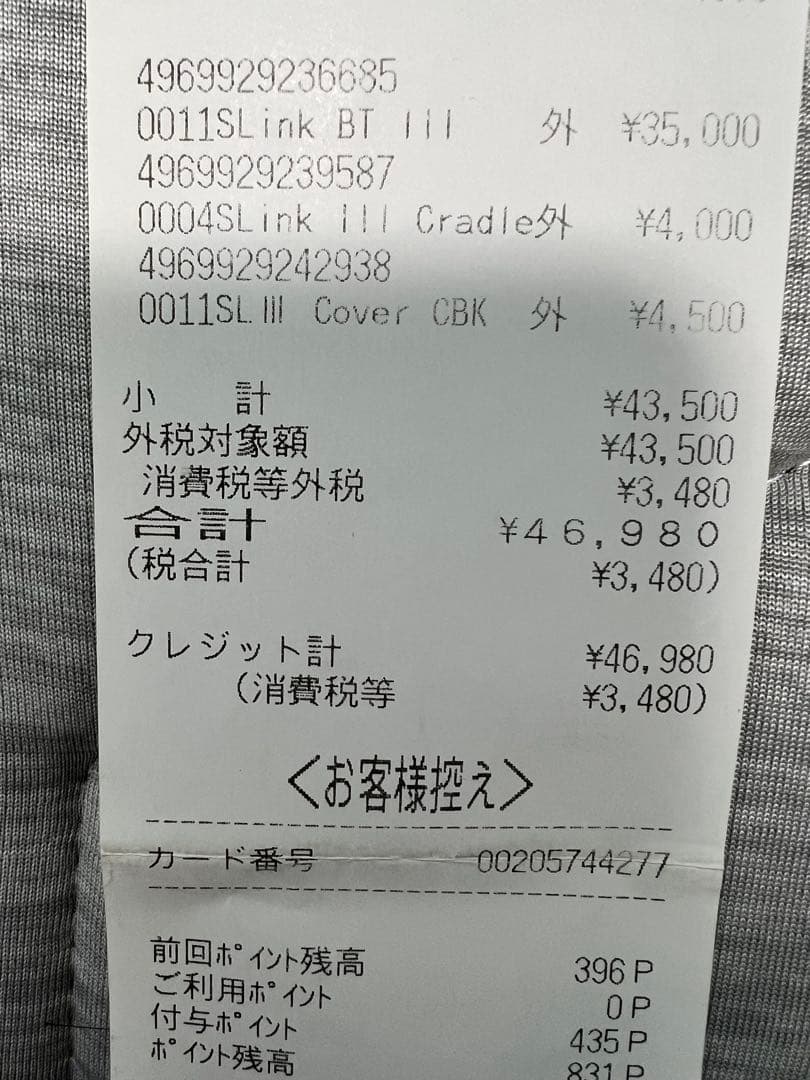 4969929236685
0011SLink BT III 外 ¥35,000
4969929239587
0004SLink III Cradle外 ¥4,000
4969929242938
0011SLⅢ Cover CBK 外 ¥4,500
小 計 ¥43,500
外税対象額 ¥43,500
消費税等外税 ¥3,480
合計 ¥46,980
(税合計 ¥3,480)
クレジット計 ¥46,980
(消費税等 ¥3,480)
<お客様控え>
カード番号 00205744277
前回ポイント残高 396P
ご利用ポイント 0P
付与ポイント 435P
ポイント残高 831P